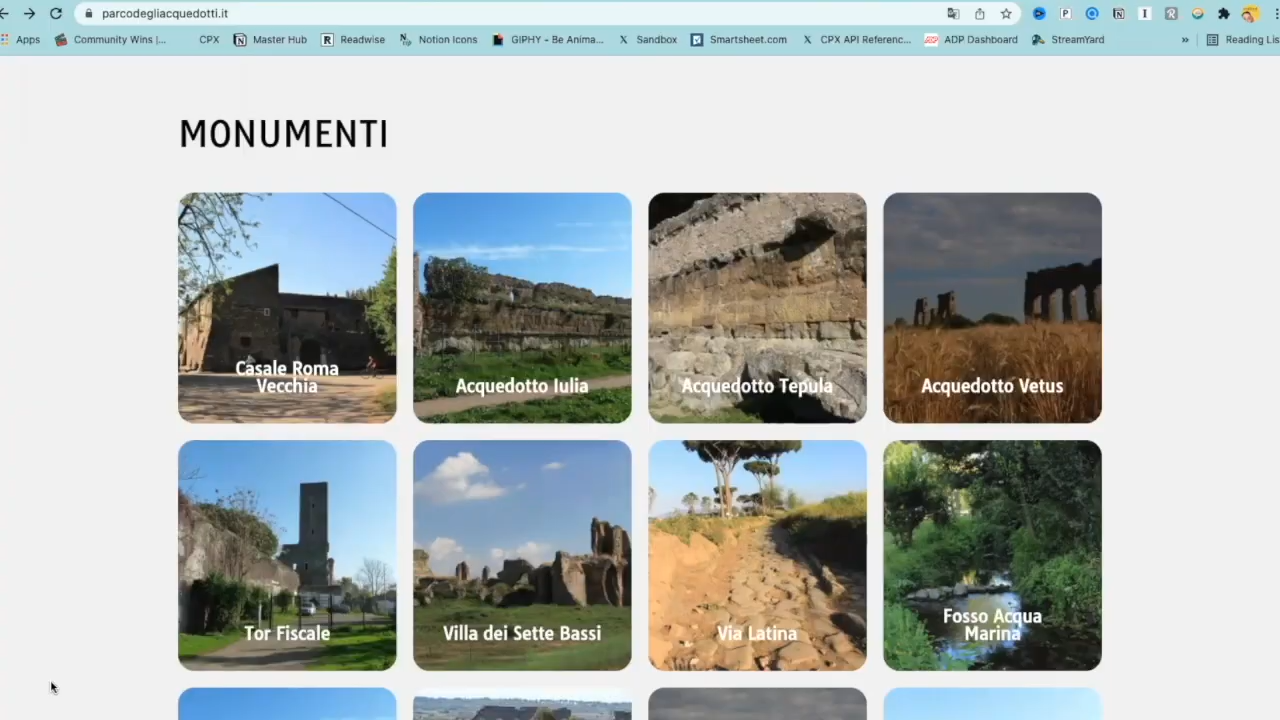 parcodegliacquedotti.it
Apps Community Wins |... CPX Master Hub Readwise Notion Icons GIPHY - Be Anima... Sandbox Smartsheet.com CPX API Referenc... ADP Dashboard StreamYard » Reading Lis
MONUMENTI
Casale Roma
Vecchia
Acquedotto Iulia
Acquedotto Tepula
Acquedotto Vetus
Tor Fiscale
Villa dei Sette Bassi
Via Latina
Fosso Acqua
Marina